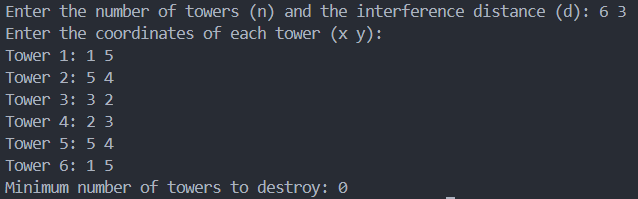 Enter the number of towers (n) and the interference distance (d): 6 3
Enter the coordinates of each tower (x y):
Tower 1: 1 5
Tower 2: 5 4
Tower 3: 3 2
Tower 4: 2 3
Tower 5: 5 4
Tower 6: 1 5
Minimum number of towers to destroy: 0